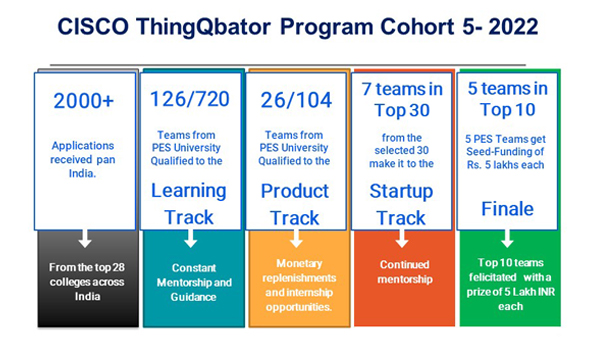 CISCO ThingQbator Program Cohort 5- 2022
2000+
Applications
received pan
India.
From the top 28
colleges across
India
126/720
Teams from
PES University
Qualified to the
Learning
Track
Constant
Mentorship and
Guidance
26/104
Teams from
PES University
Qualified to the
Product
Track
Monetary
replenishments
and internship
opportunities.
7 teams in
Top 30
from the
selected 30
make it to the
Startup
Track
Continued
mentorship
5 teams in
Top 10
5 PES Teams get
Seed-Funding of
Rs. 5 lakhs each
Finale
Top 10 teams
felicitated with a
prize of 5 Lakh INR
each